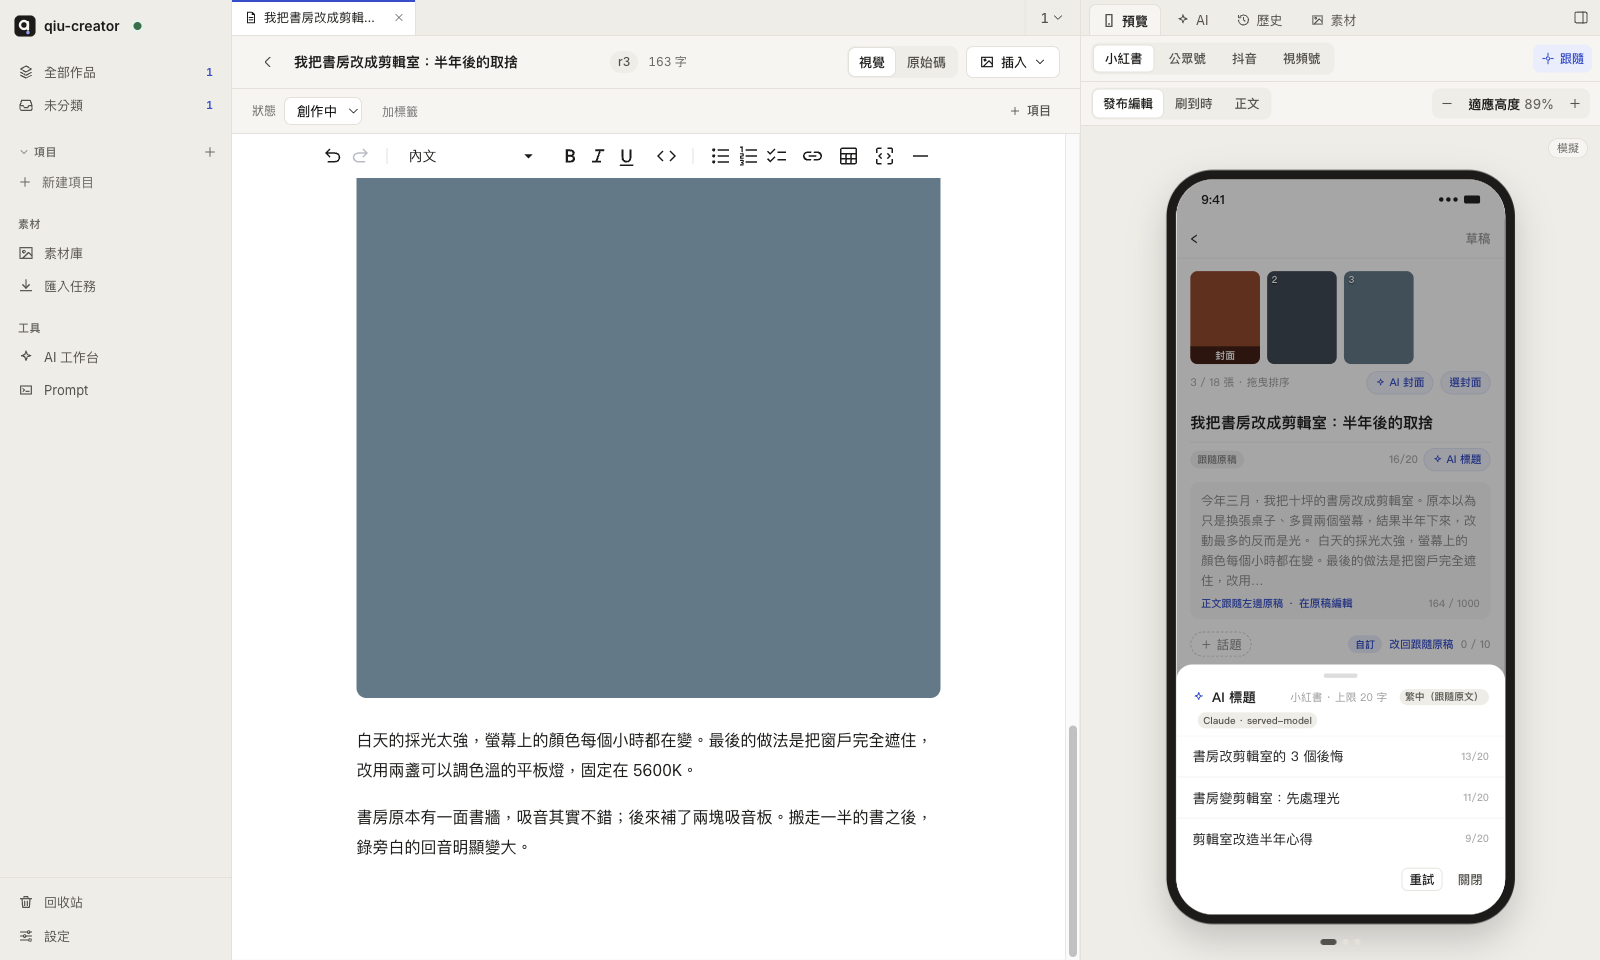 qiu-creator
全部作品 1
未分類 1
項目
新建項目
素材
素材庫
匯入任務
工具
AI 工作台
Prompt
回收站
設定
我把書房改成剪輯...
1
我把書房改成剪輯室：半年後的取捨
r3 163 字
視覺 原始碼
插入
狀態 創作中 加標籤
項目
內文
白天的採光太強，螢幕上的顏色每個小時都在變。最後的做法是把窗戶完全遮住，
改用兩盞可以調色溫的平板燈，固定在 5600K。
書房原本有一面書牆，吸音其實不錯；後來補了兩塊吸音板。搬走一半的書之後，
錄旁白的回音明顯變大。
預覽 AI 歷史 素材
小紅書 公眾號 抖音 視頻號
跟隨
發布編輯 刷到時 正文
適應高度 89%
模擬
9:41
草稿
封面
2
3
3 / 18 張 · 拖曳排序
AI 封面
選封面
我把書房改成剪輯室：半年後的取捨
跟隨原稿
16/20
AI 標題
今年三月，我把十坪的書房改成剪輯室。原本以為
只是換張桌子、多買兩個螢幕，結果半年下來，改
動最多的反而是光。 白天的採光太強，螢幕上的
顏色每個小時都在變。最後的做法是把窗戶完全遮
住，改用...
正文跟隨左邊原稿 · 在原稿編輯
164 / 1000
+ 話題
自訂 改回跟隨原稿 0 / 10
AI 標題
小紅書 · 上限 20 字
繁中（跟隨原文）
Claude · served-model
書房改剪輯室的 3 個後悔 13/20
書房變剪輯室：先處理光 11/20
剪輯室改造半年心得 9/20
重試 關閉